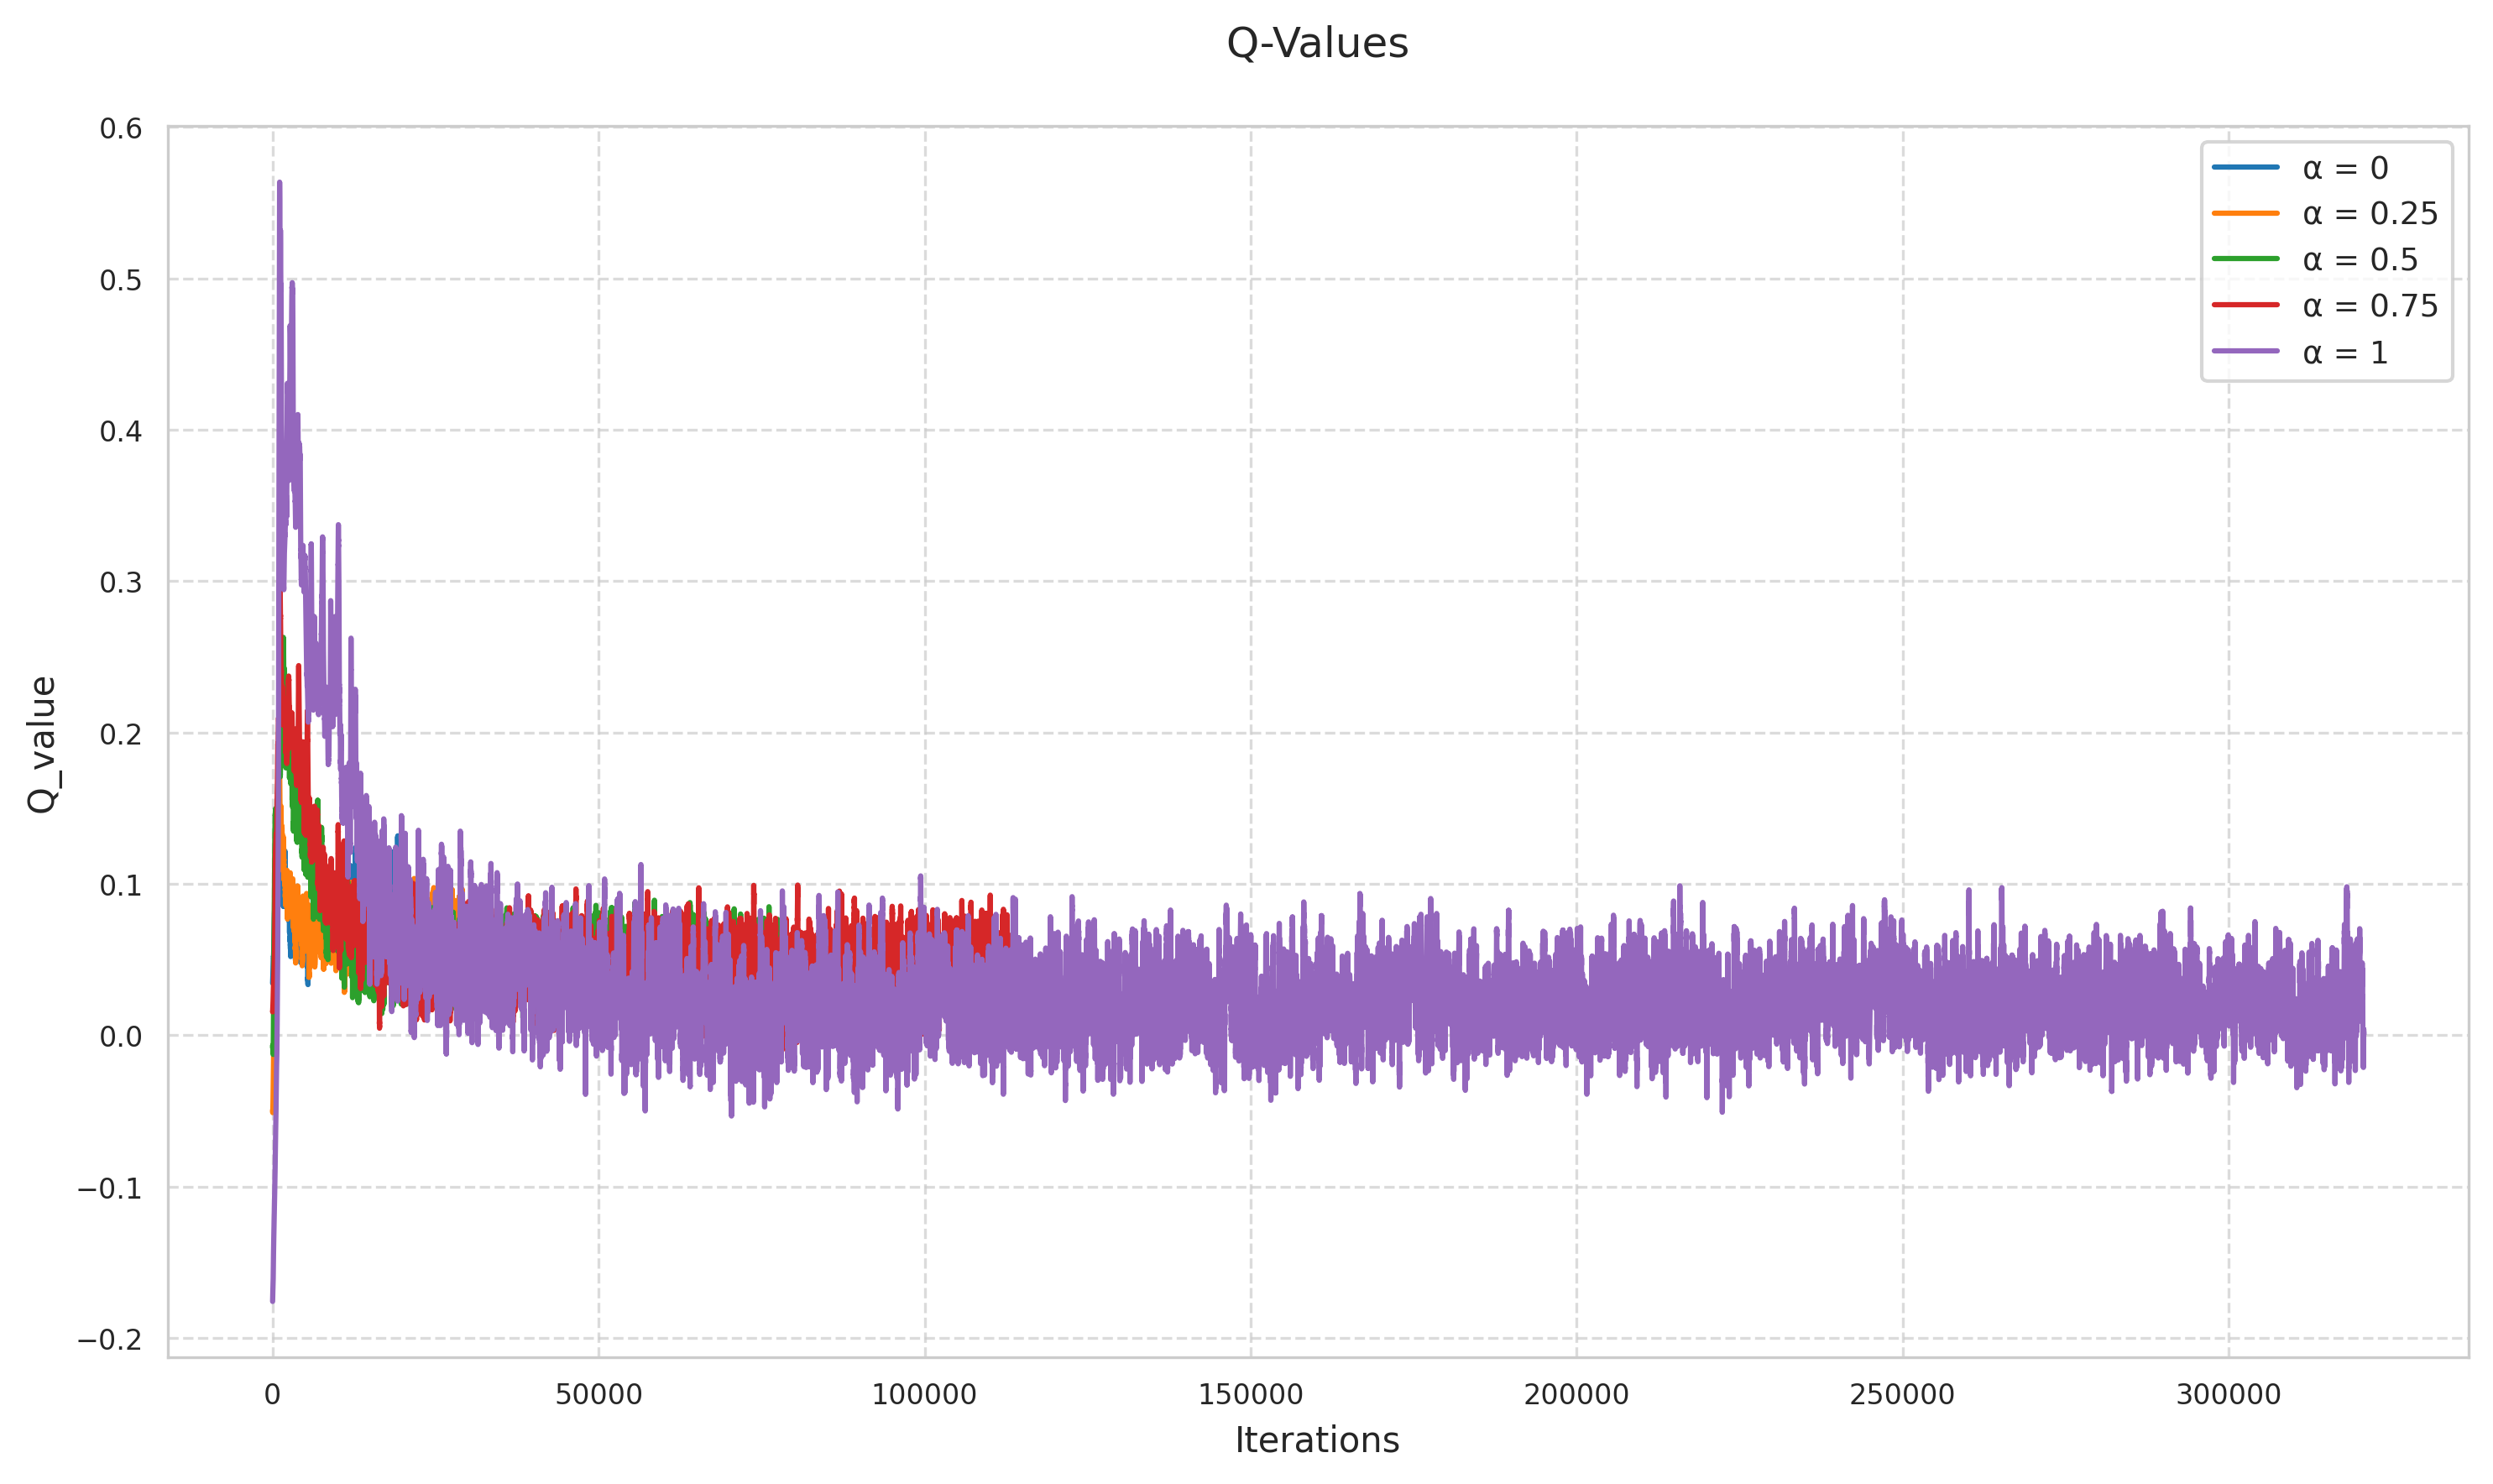 Q-Values
0.6
0.5
0.4
0.3
0.2
0.1
0.0
−0.1
−0.2
Q_value
α = 0
α = 0.25
α = 0.5
α = 0.75
α = 1
0 50000 100000 150000 200000 250000 300000
Iterations